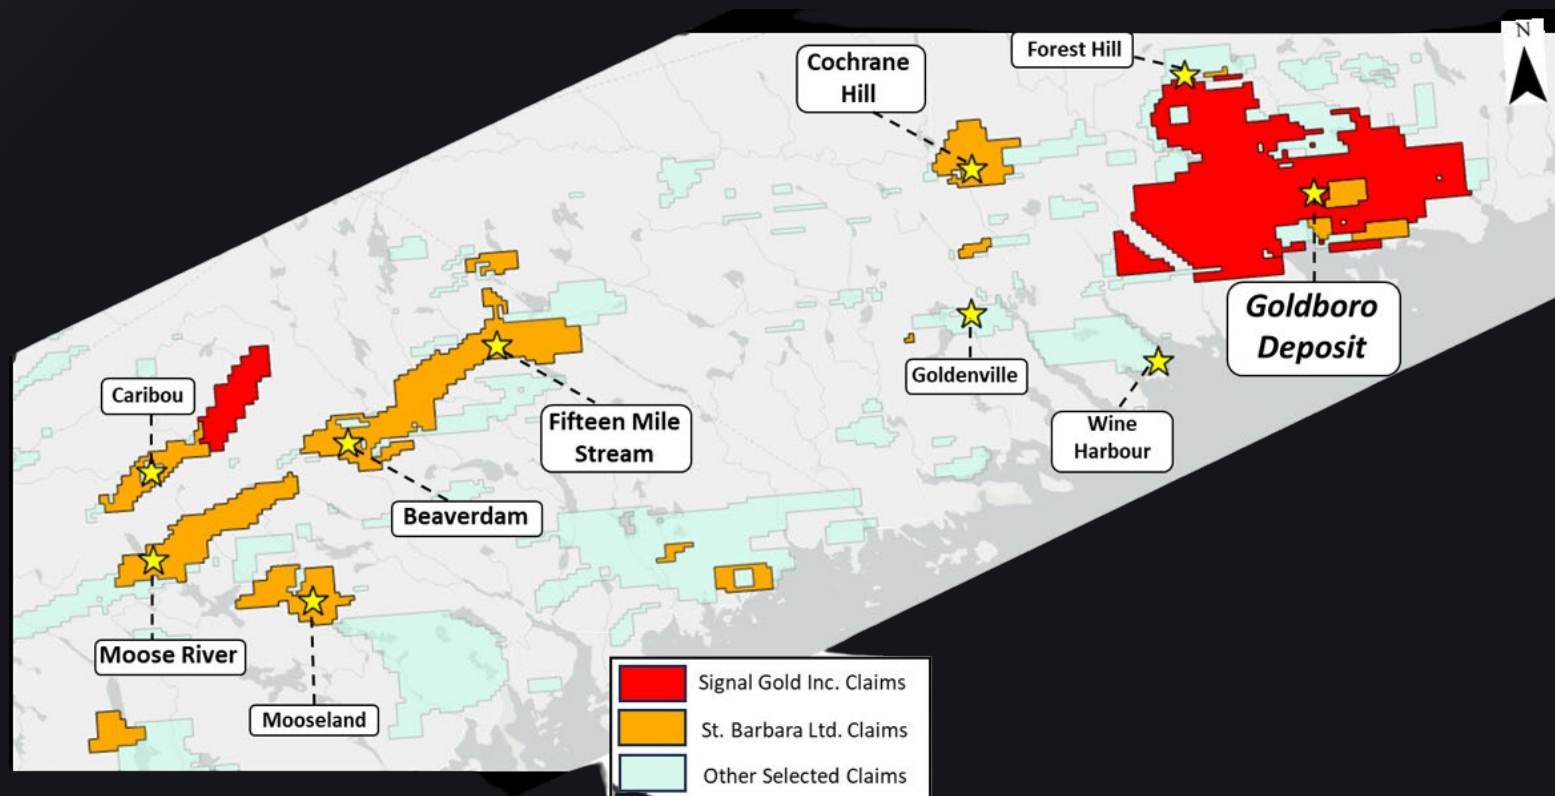 N
Forest Hill
Cochrane
Hill
Goldboro
Deposit
Caribou
Goldenville
Fifteen Mile
Stream
Wine
Harbour
Beaverdam
Moose River
Mooseland
Signal Gold Inc. Claims
St. Barbara Ltd. Claims
Other Selected Claims